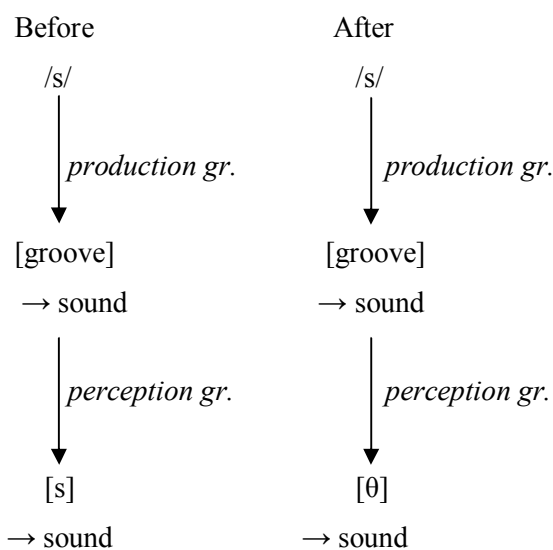 Before After
/s/ /s/
production gr. production gr.
[groove] [groove]
→ sound → sound
perception gr. perception gr.
[s] [θ]
→ sound → sound